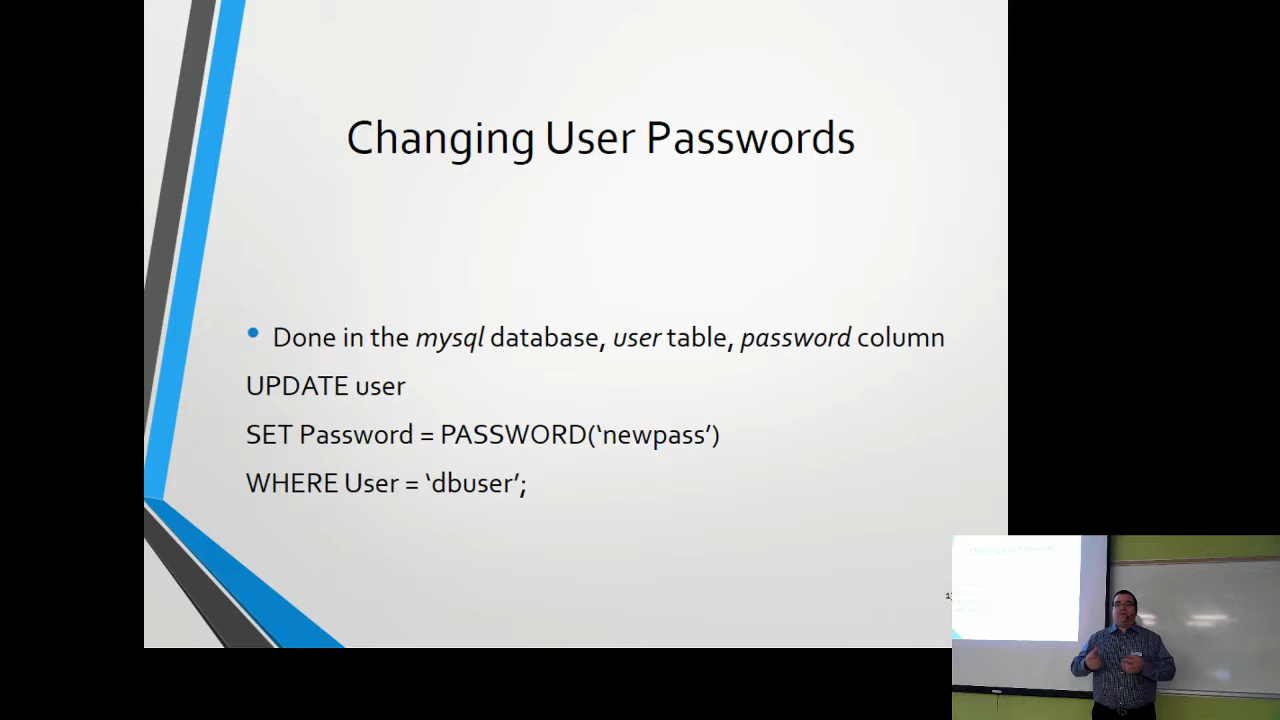 Changing User Passwords
Done in the mysql database, user table, password column
UPDATE user
SET Password = PASSWORD(‘newpass’)
WHERE User = ‘dbuser’;